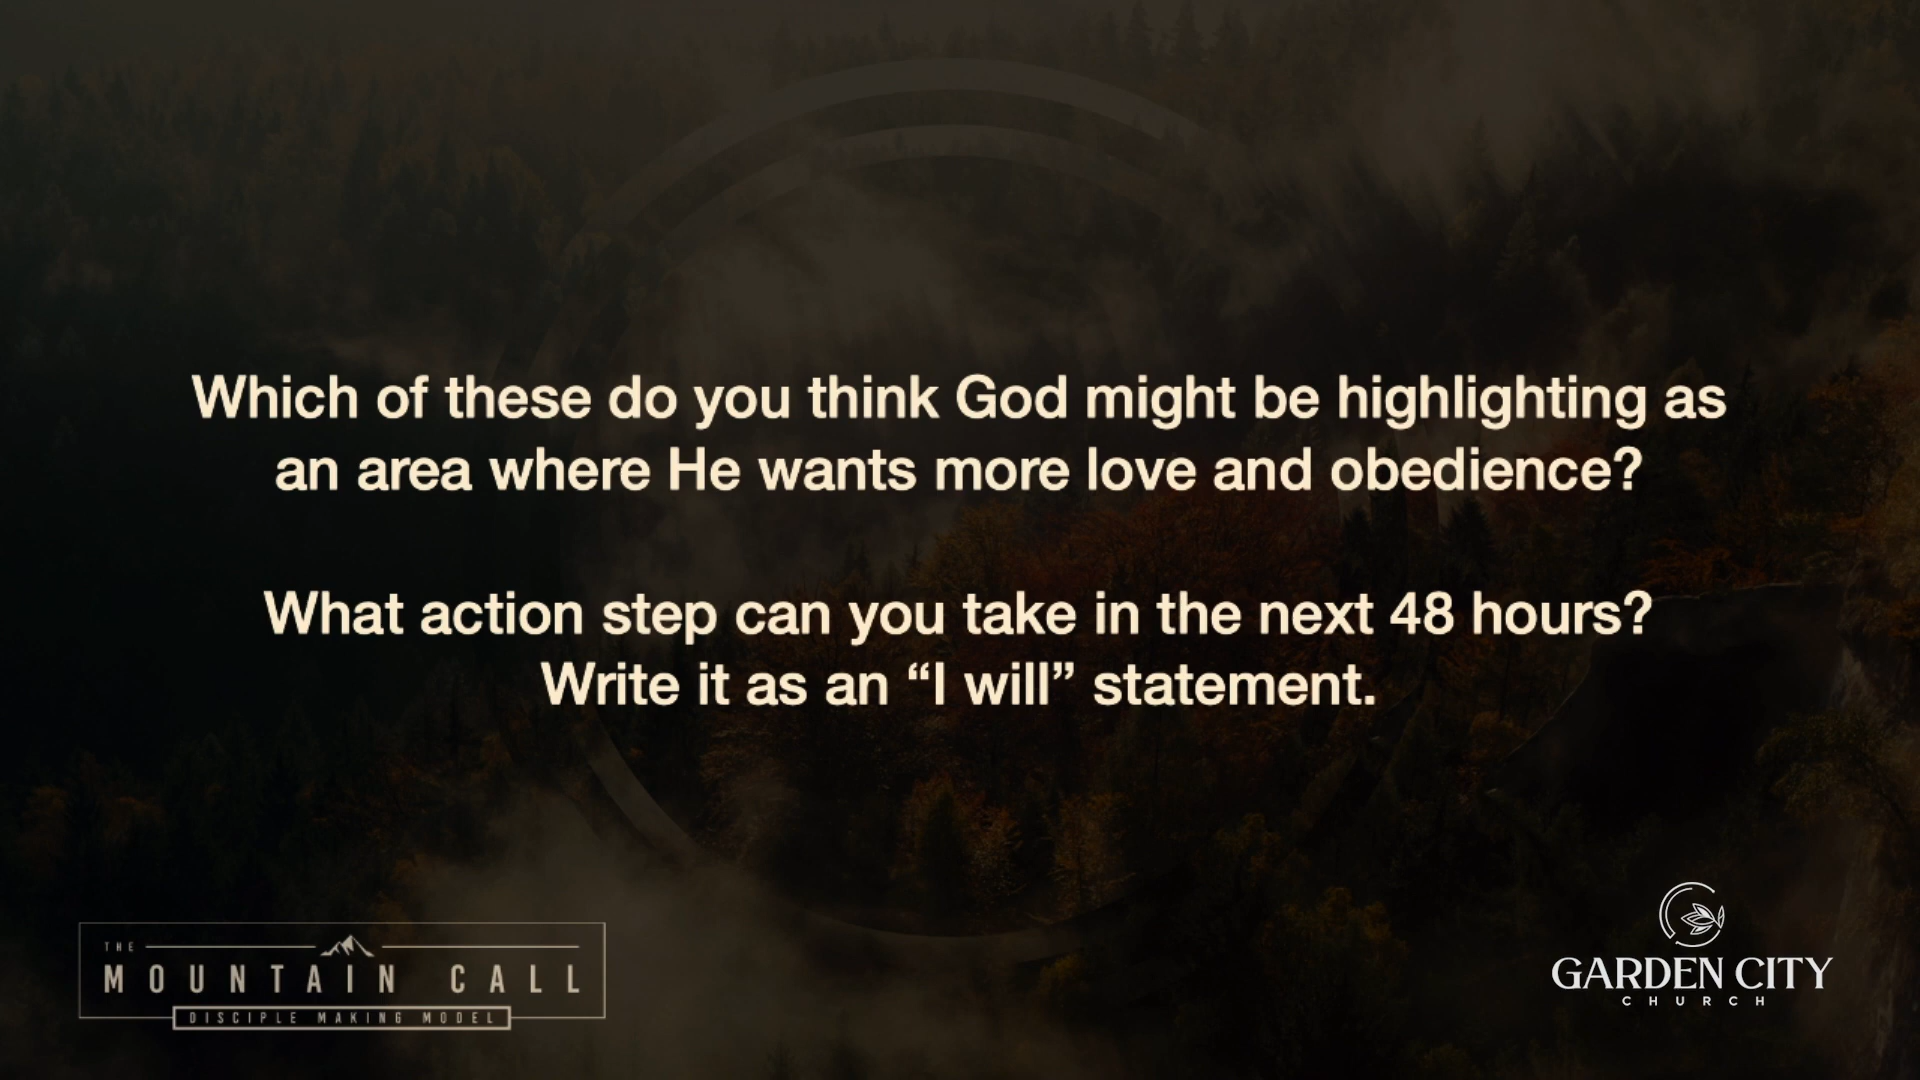 Which of these do you think God might be highlighting as
an area where He wants more love and obedience?
What action step can you take in the next 48 hours?
Write it as an “I will” statement.
THE
MOUNTAIN CALL
DISCIPLE MAKING MODEL
GARDEN CITY
CHURCH